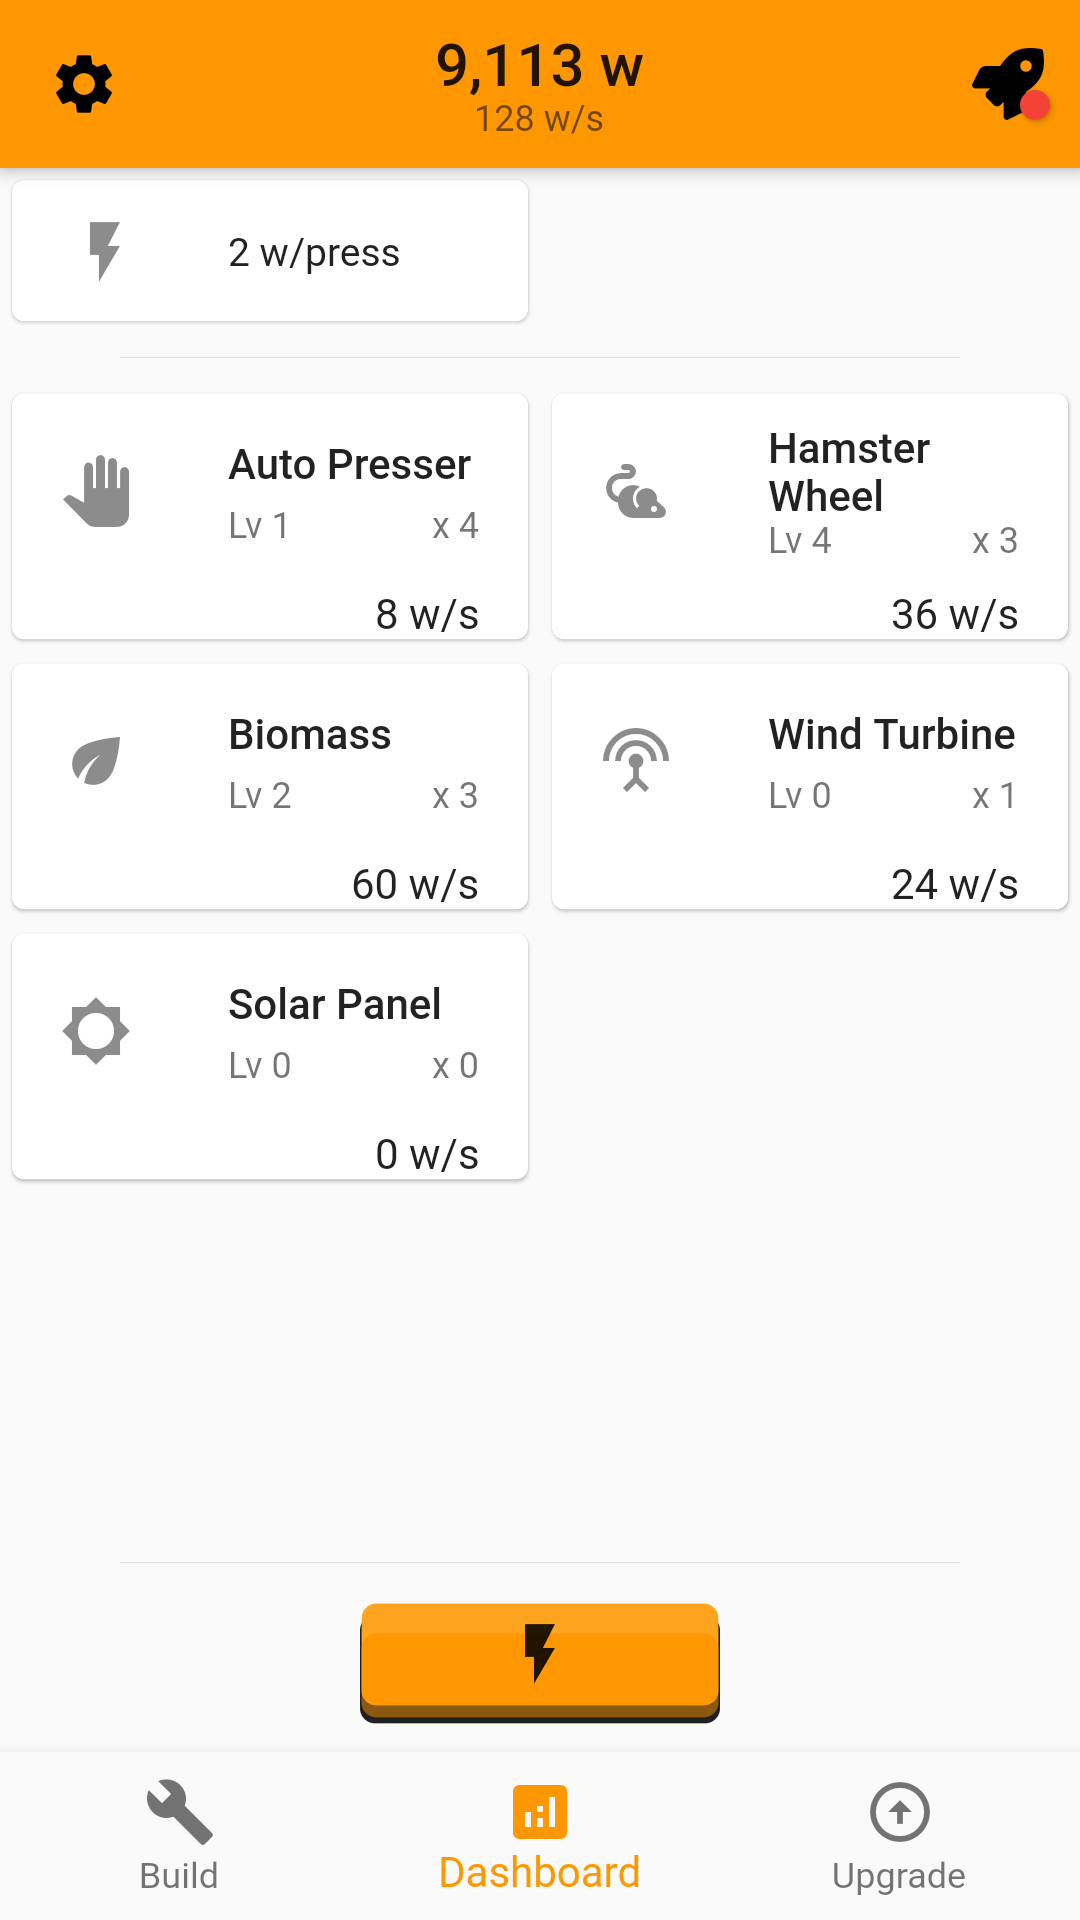 9,113 w
128 w/s
2 w/press
Auto Presser
Lv 1 x 4
8 w/s
Hamster
Wheel
Lv 4 x 3
36 w/s
Biomass
Lv 2 x 3
60 w/s
Wind Turbine
Lv 0 x 1
24 w/s
Solar Panel
Lv 0 x 0
0 w/s
Build
Dashboard
Upgrade